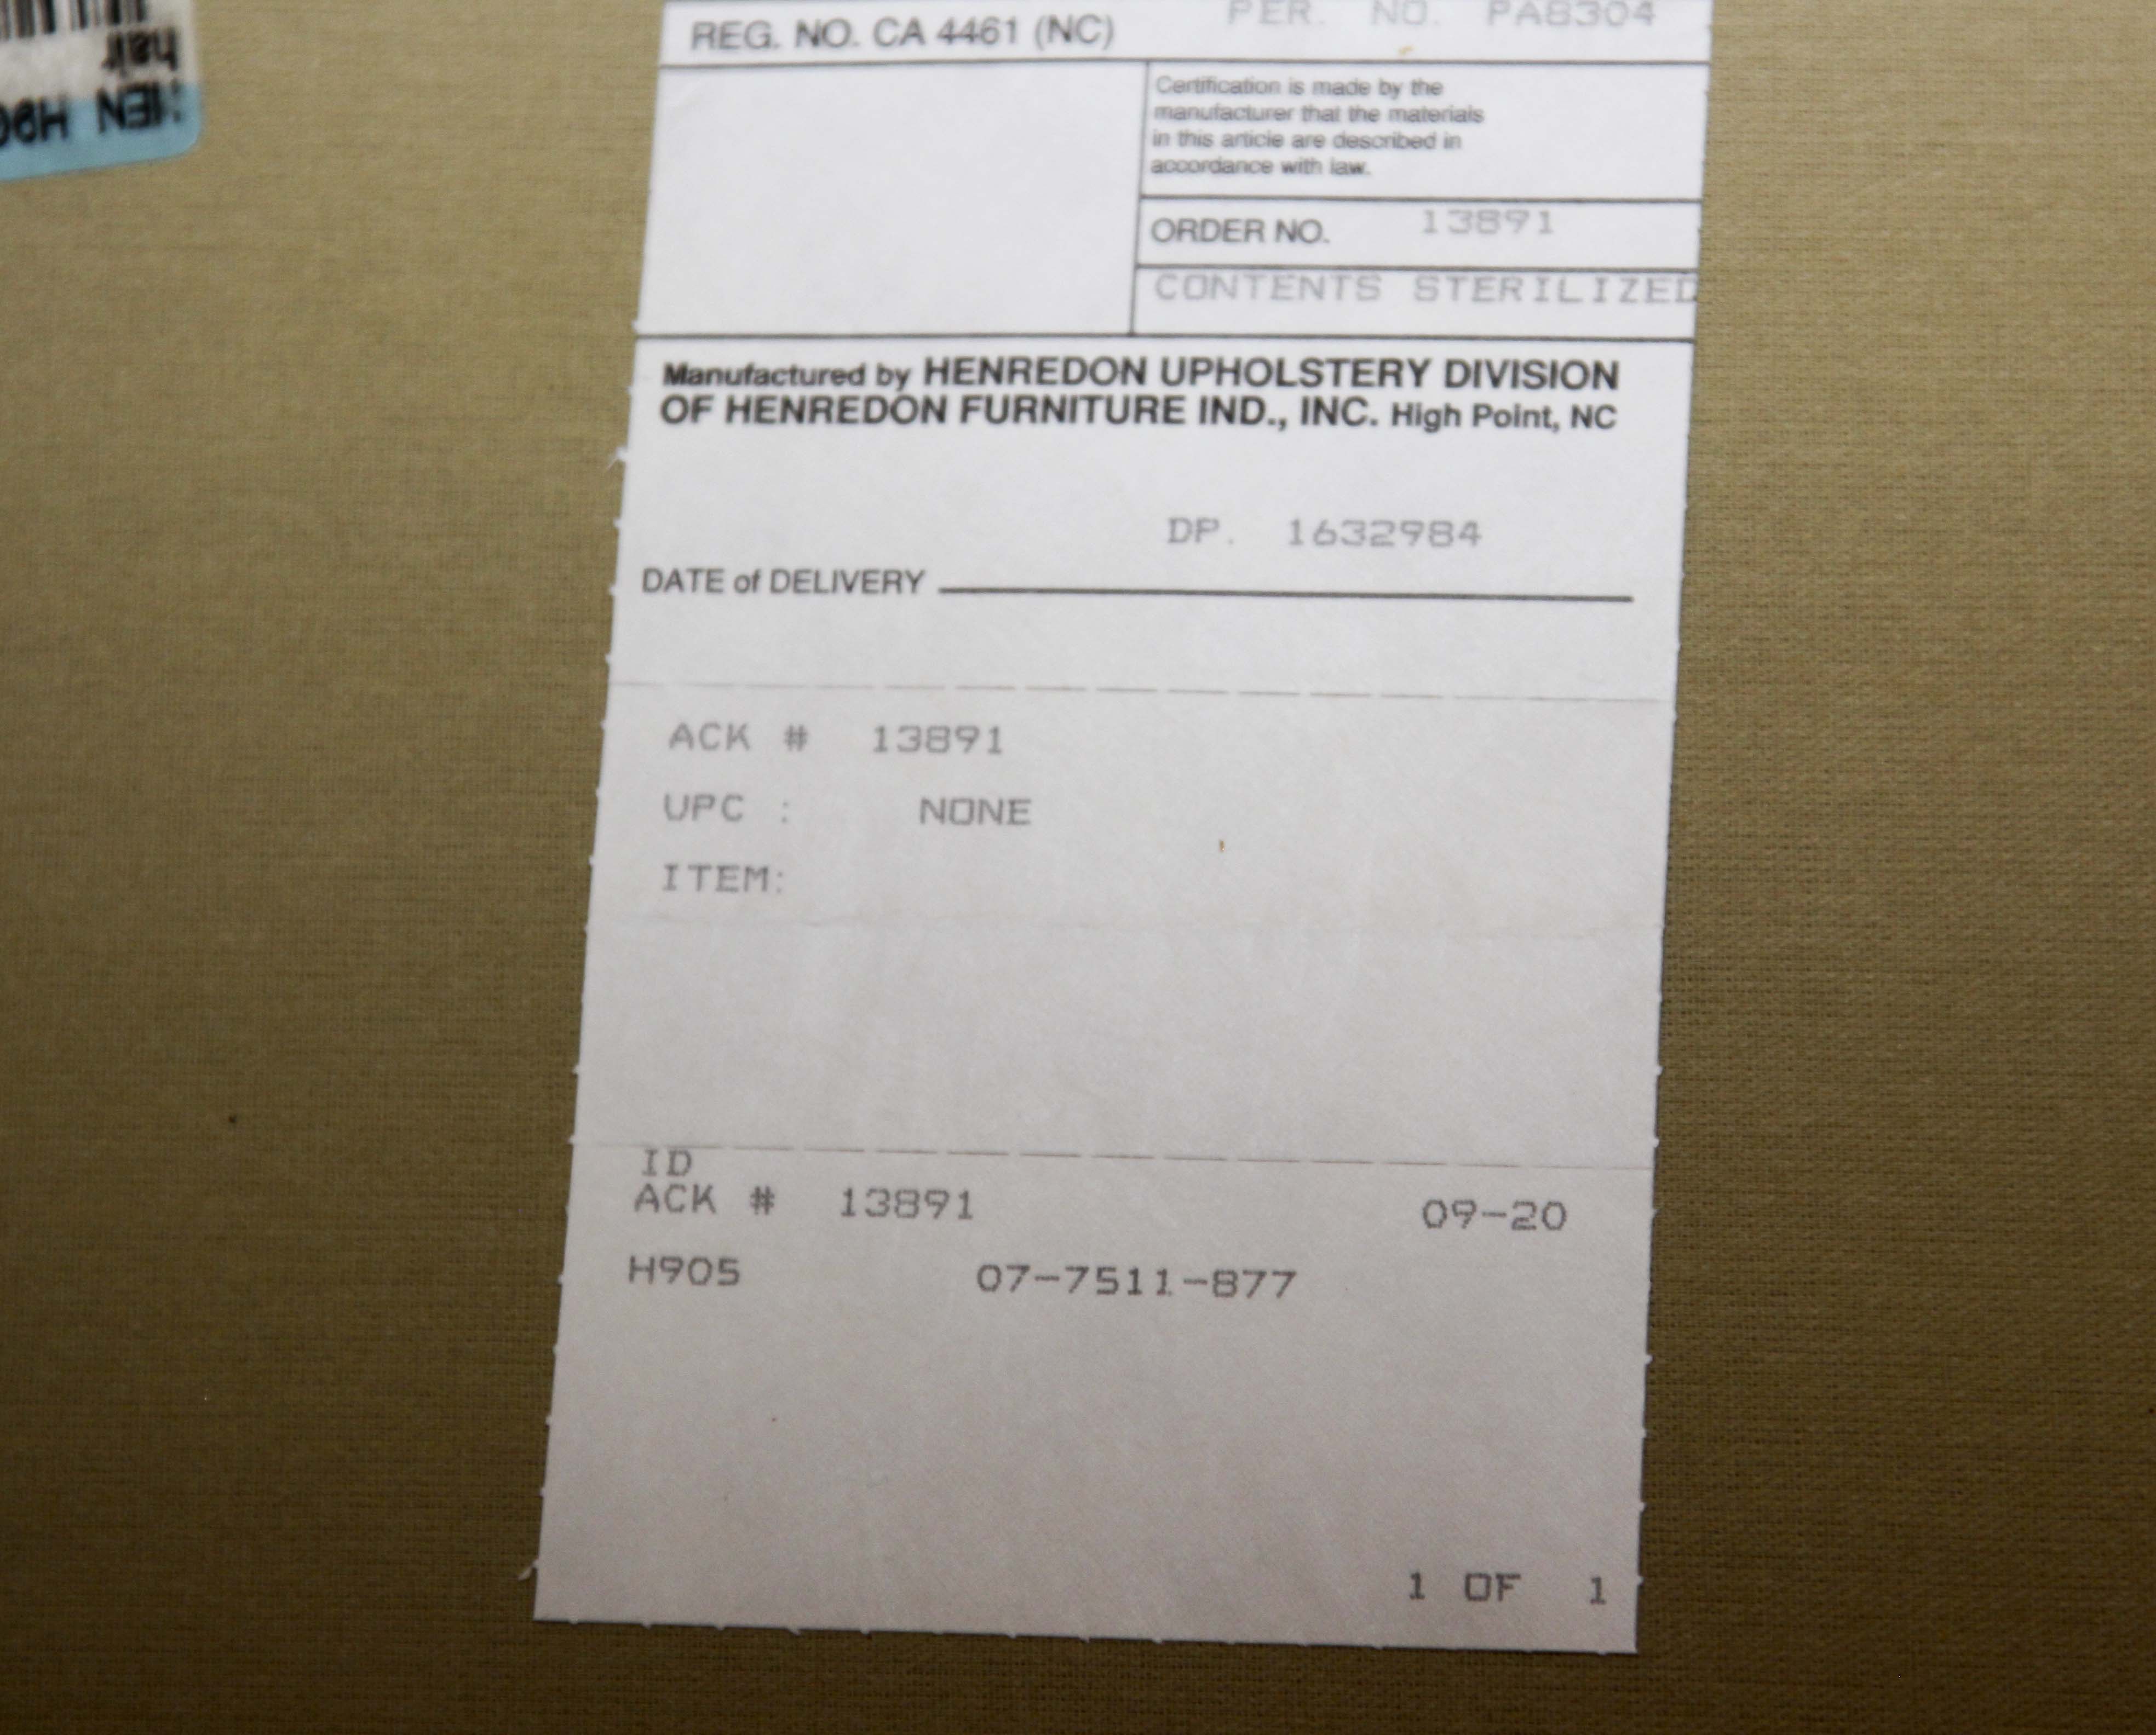 REG. NO. CA 4461 (NC) PER. NO. PA8304
Certification is made by the
manufacturer that the materials
in this article are described in
accordance with law.
ORDER NO. 13891
CONTENTS STERILIZED
Manufactured by HENREDON UPHOLSTERY DIVISION
OF HENREDON FURNITURE IND., INC. High Point, NC
DP. 1632984
DATE of DELIVERY
ACK # 13891
UPC : NONE
ITEM:
ID
ACK # 13891 09-20
H905 07-7511-877
1 OF 1
hair